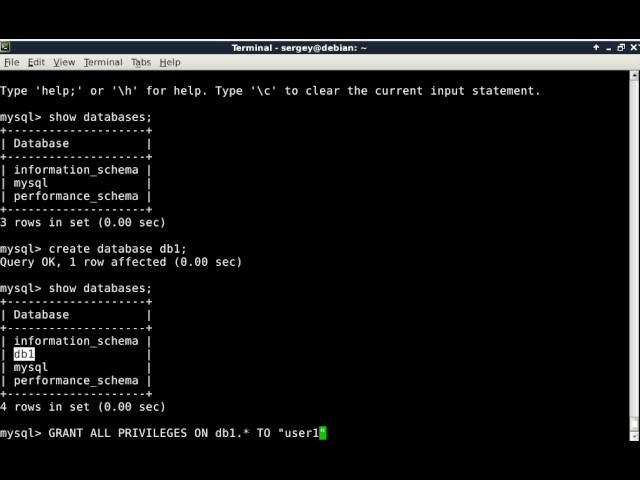 Terminal - sergey@debian: ~
File Edit View Terminal Tabs Help
Type 'help;' or '\h' for help. Type '\c' to clear the current input statement.
mysql> show databases;
+--------------------+
| Database           |
+--------------------+
| information_schema |
| mysql              |
| performance_schema |
+--------------------+
3 rows in set (0.00 sec)
mysql> create database db1;
Query OK, 1 row affected (0.00 sec)
mysql> show databases;
+--------------------+
| Database           |
+--------------------+
| information_schema |
| db1                |
| mysql              |
| performance_schema |
+--------------------+
4 rows in set (0.00 sec)
mysql> GRANT ALL PRIVILEGES ON db1.* TO "user1"